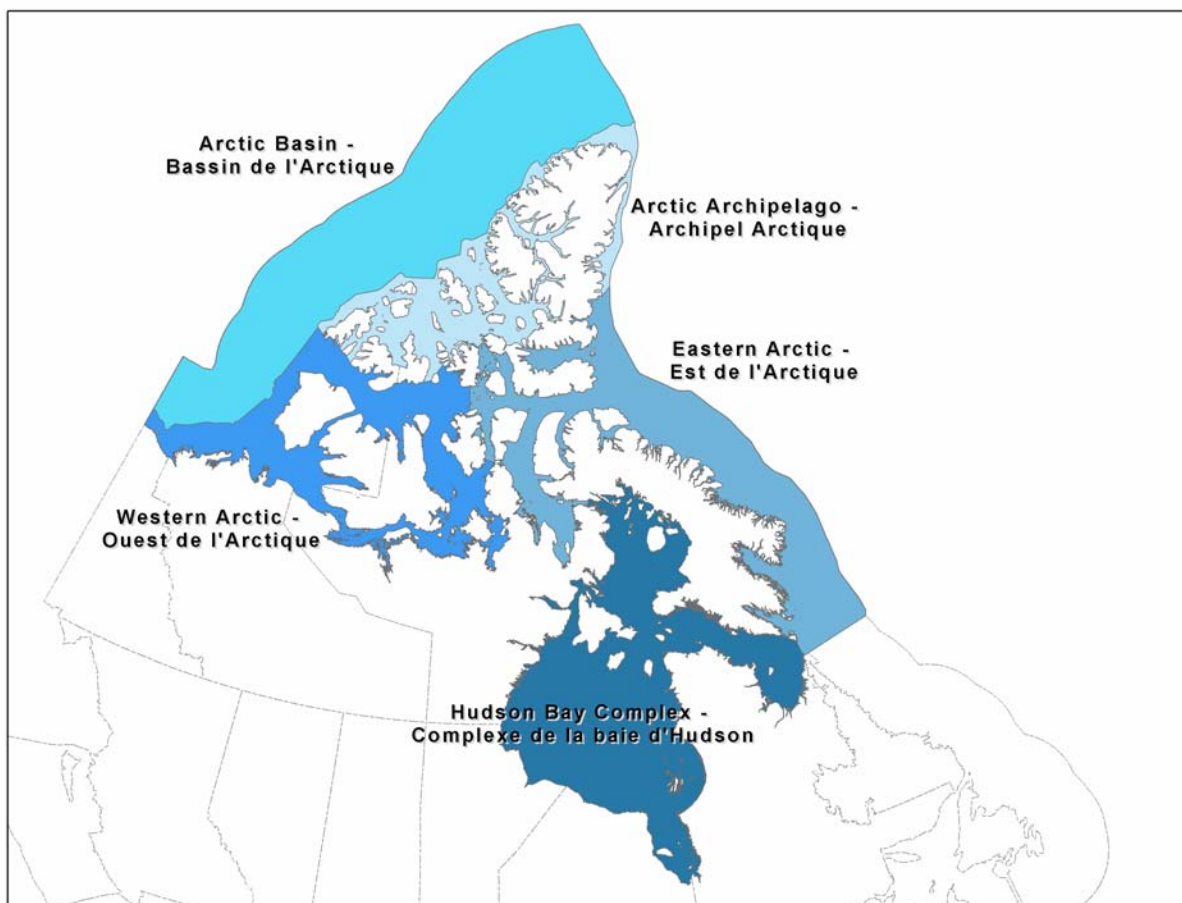 Arctic Basin -
Bassin de l'Arctique
Arctic Archipelago -
Archipel Arctique
Eastern Arctic -
Est de l'Arctique
Western Arctic -
Ouest de l'Arctique
Hudson Bay Complex -
Complexe de la baie d'Hudson